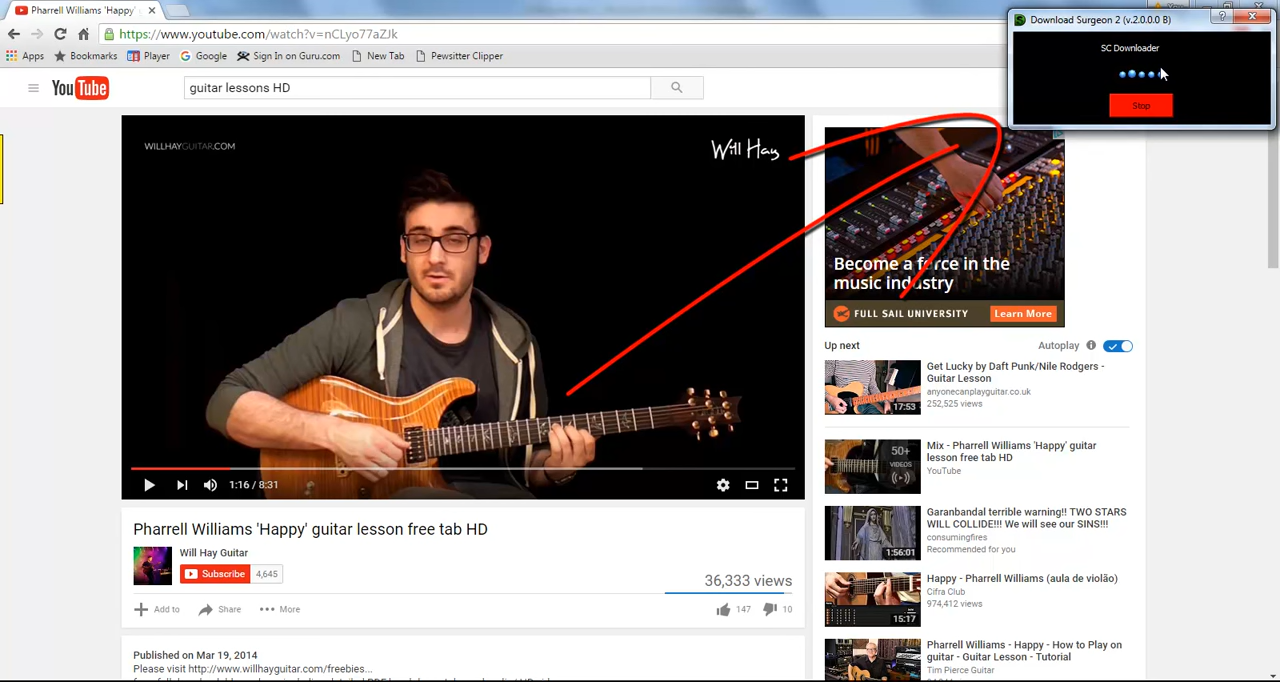 Pharrell Williams 'Happy'
Download Surgeon 2 (v.2.0.0.0 B)
https://www.youtube.com/watch?v=nCLyo77aZJk
Apps Bookmarks Player Google Sign In on Guru.com New Tab Pewsitter Clipper
SC Downloader
Stop
YouTube
guitar lessons HD
WILLHAYGUITAR.COM
Will Hay
Become a force in the
music industry
FULL SAIL UNIVERSITY Learn More
1:16 / 8:31
Pharrell Williams 'Happy' guitar lesson free tab HD
Will Hay Guitar
Subscribe 4,645
36,333 views
Add to Share More
147 10
Published on Mar 19, 2014
Please visit http://www.willhayguitar.com/freebies...
Up next Autoplay
Get Lucky by Daft Punk/Nile Rodgers -
Guitar Lesson
anyonecanplayguitar.co.uk
252,525 views
17:53
Mix - Pharrell Williams 'Happy' guitar
lesson free tab HD
YouTube
50+
VIDEOS
Garanbandal terrible warning!! TWO STARS
WILL COLLIDE!!! We will see our SINS!!!
consumingfires
Recommended for you
1:56:01
Happy - Pharrell Williams (aula de violão)
Cifra Club
974,412 views
15:17
Pharrell Williams - Happy - How to Play on
guitar - Guitar Lesson - Tutorial
Tim Pierce Guitar